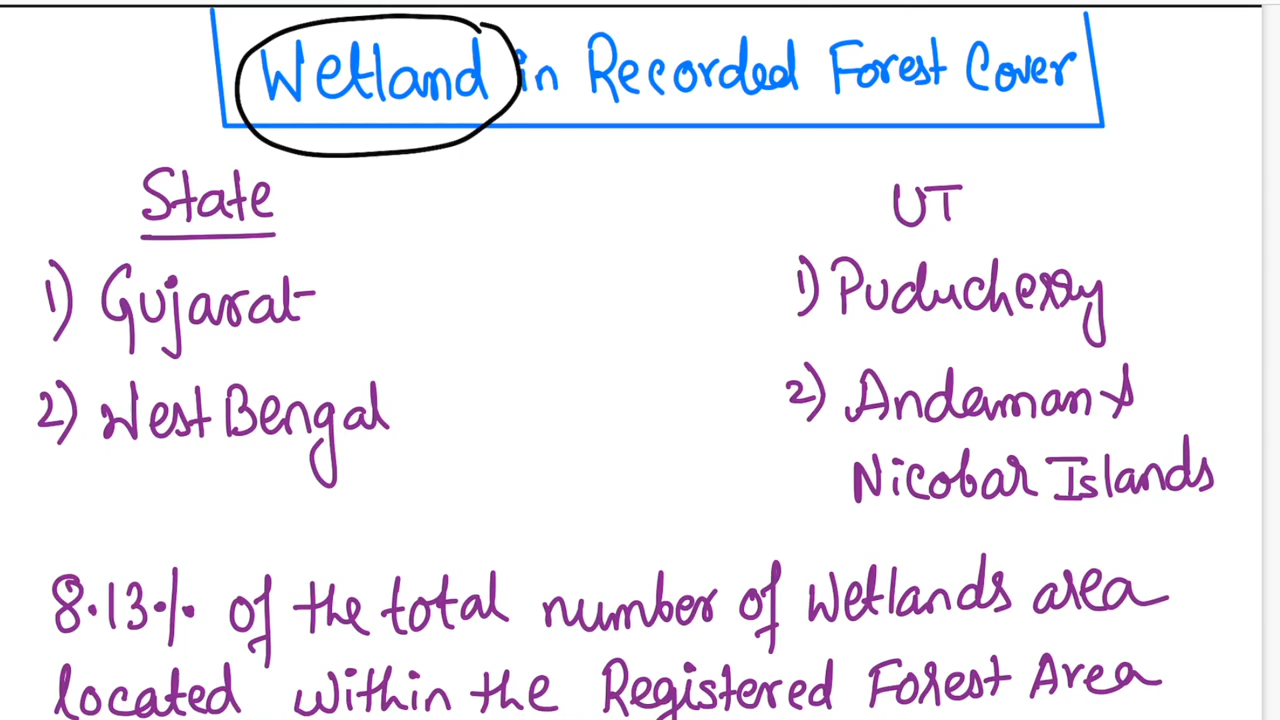 Wetland in Recorded Forest Cover
State
UT
1) Gujarat
1) Puducherry
2) West Bengal
2) Andaman &
Nicobar Islands
8.13% of the total number of wetlands area
located within the Registered Forest Area